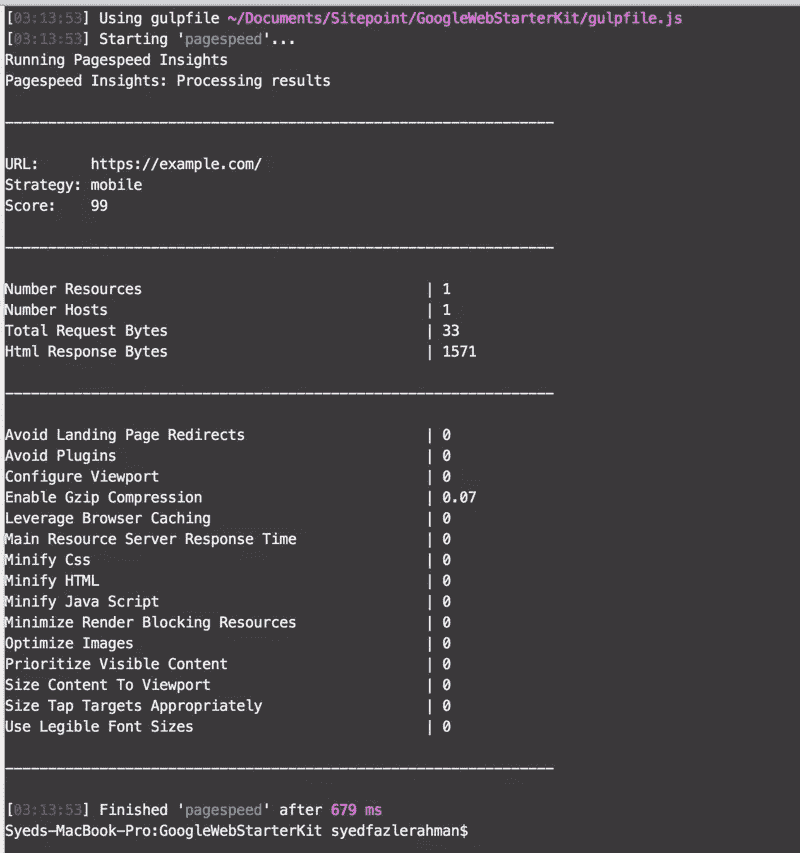 [03:13:53] Using gulpfile ~/Documents/Sitepoint/GoogleWebStarterKit/gulpfile.js
[03:13:53] Starting 'pagespeed'...
Running Pagespeed Insights
Pagespeed Insights: Processing results
--------------------------------------------------------------
URL:      https://example.com/
Strategy: mobile
Score:    99
--------------------------------------------------------------
Number Resources                                 | 1
Number Hosts                                     | 1
Total Request Bytes                              | 33
Html Response Bytes                              | 1571
--------------------------------------------------------------
Avoid Landing Page Redirects                     | 0
Avoid Plugins                                    | 0
Configure Viewport                               | 0
Enable Gzip Compression                          | 0.07
Leverage Browser Caching                         | 0
Main Resource Server Response Time               | 0
Minify Css                                       | 0
Minify HTML                                      | 0
Minify Java Script                               | 0
Minimize Render Blocking Resources               | 0
Optimize Images                                  | 0
Prioritize Visible Content                       | 0
Size Content To Viewport                         | 0
Size Tap Targets Appropriately                   | 0
Use Legible Font Sizes                           | 0
--------------------------------------------------------------
[03:13:53] Finished 'pagespeed' after 679 ms
Syeds-MacBook-Pro:GoogleWebStarterKit syedfazlerahman$